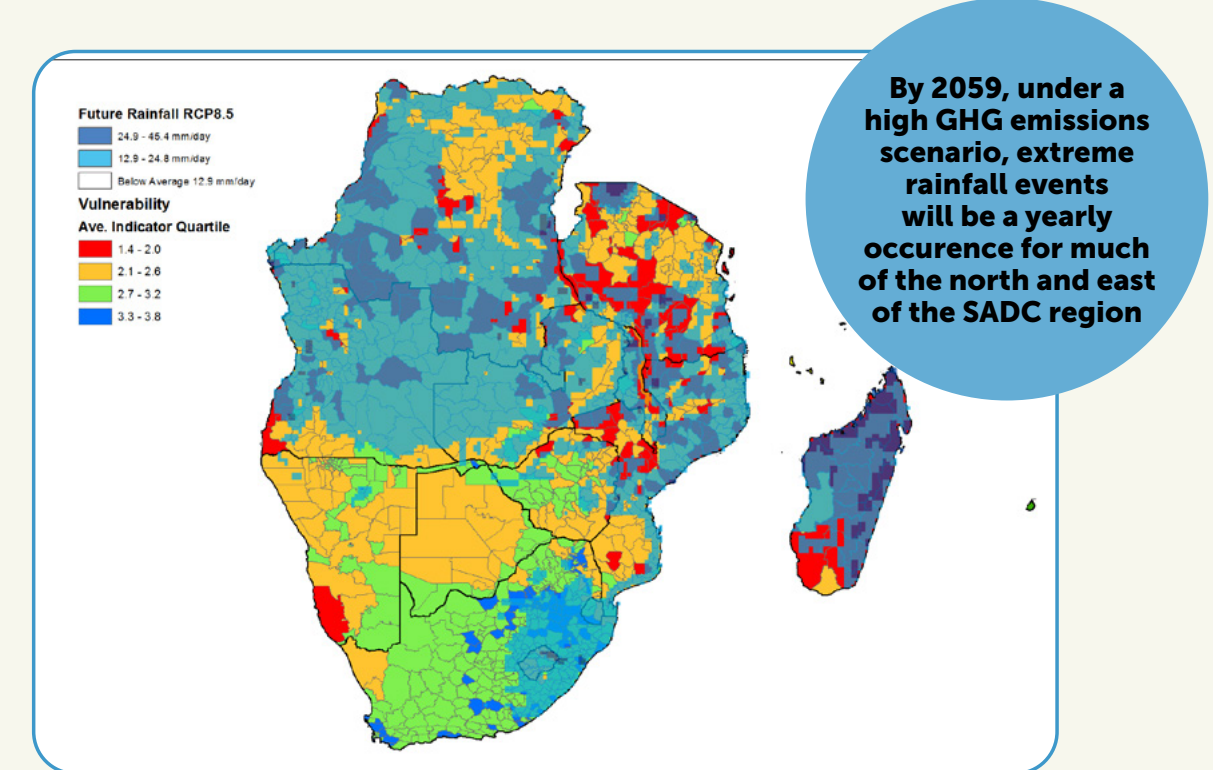 Future Rainfall RCP8.5
24.9 - 45.4 mm/day
12.9 - 24.8 mm/day
Below Average 12.9 mm/day
Vulnerability
Ave. Indicator Quartile
1.4 - 2.0
2.1 - 2.6
2.7 - 3.2
3.3 - 3.8
By 2059, under a
high GHG emissions
scenario, extreme
rainfall events
will be a yearly
occurence for much
of the north and east
of the SADC region